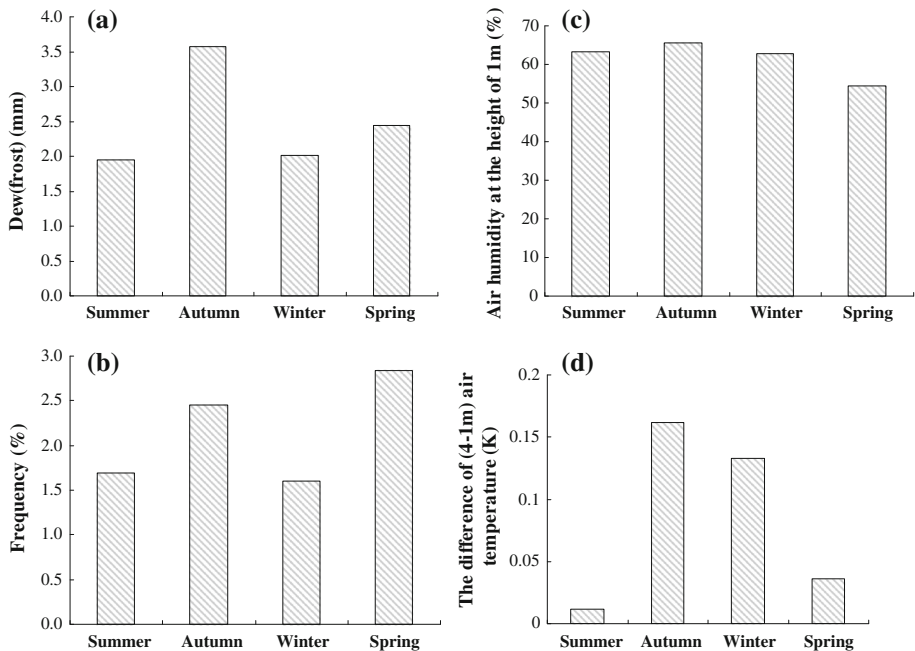 (a)
Dew(frost) (mm)
4.0
3.5
3.0
2.5
2.0
1.5
1.0
0.5
0.0
Summer Autumn Winter Spring
(c)
Air humidity at the height of 1m (%)
70
60
50
40
30
20
10
0
Summer Autumn Winter Spring
(b)
Frequency (%)
3.0
2.5
2.0
1.5
1.0
0.5
0.0
Summer Autumn Winter Spring
(d)
The difference of (4-1m) air
temperature (K)
0.2
0.15
0.1
0.05
0
Summer Autumn Winter Spring